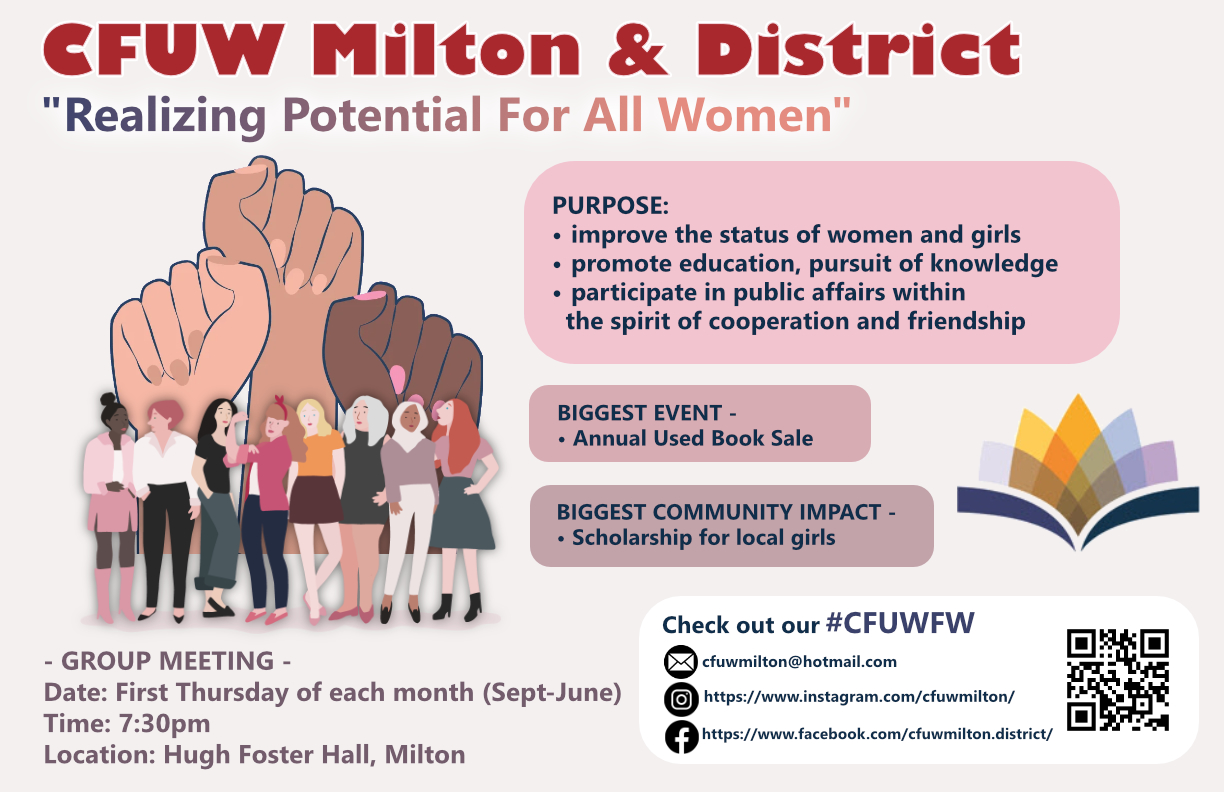 CFUW Milton & District
"Realizing Potential For All Women"
PURPOSE:
• improve the status of women and girls
• promote education, pursuit of knowledge
• participate in public affairs within
the spirit of cooperation and friendship
BIGGEST EVENT -
• Annual Used Book Sale
BIGGEST COMMUNITY IMPACT -
• Scholarship for local girls
- GROUP MEETING -
Date: First Thursday of each month (Sept-June)
Time: 7:30pm
Location: Hugh Foster Hall, Milton
Check out our #CFUWFW
cfuwmilton@hotmail.com
https://www.instagram.com/cfuwmilton/
https://www.facebook.com/cfuwmilton.district/